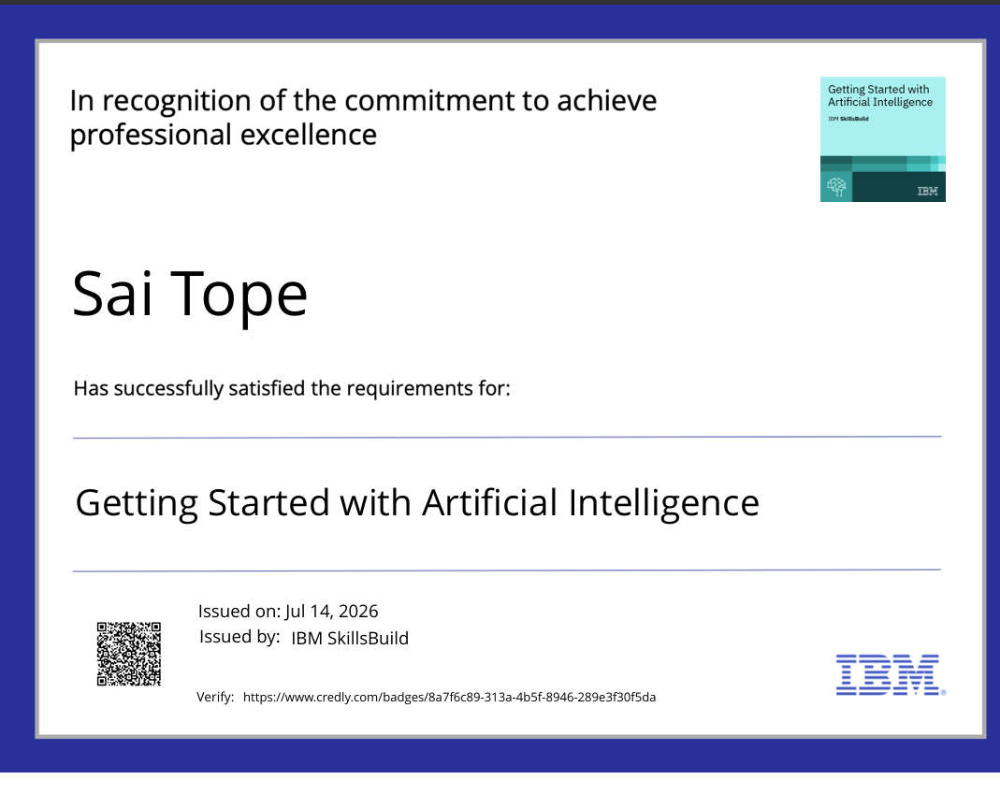 In recognition of the commitment to achieve
professional excellence
Getting Started with
Artificial Intelligence
IBM SkillsBuild
IBM
Sai Tope
Has successfully satisfied the requirements for:
Getting Started with Artificial Intelligence
Issued on: Jul 14, 2026
Issued by: IBM SkillsBuild
Verify: https://www.credly.com/badges/8a7f6c89-313a-4b5f-8946-289e3f30f5da
IBM®